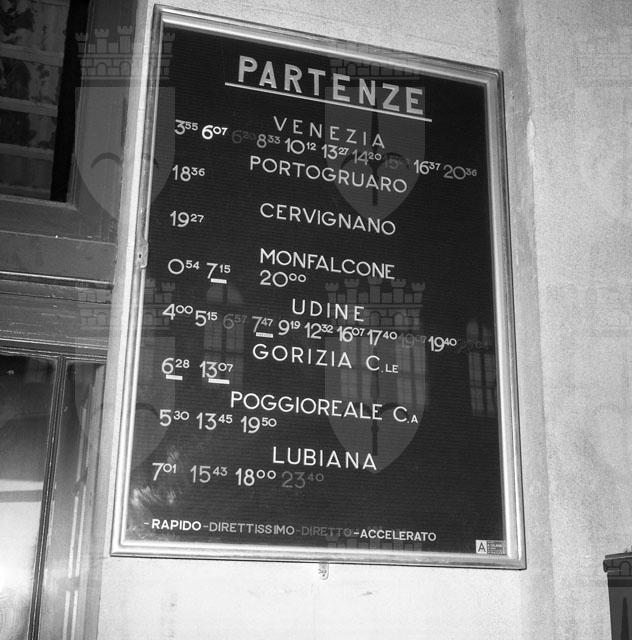 PARTENZE
VENEZIA
3⁵⁵ 6⁰⁷ 6²⁰ 8³³ 10¹² 13²⁷ 14²⁰ 16³⁷ 20³⁶
PORTOGRUARO
18³⁶
CERVIGNANO
19²⁷
MONFALCONE
0⁵⁴ 7¹⁵ 20⁰⁰
UDINE
4⁰⁰ 5¹⁵ 6⁵⁷ 7⁴⁷ 9¹⁹ 12³² 16⁰⁷ 17⁴⁰ 19⁴⁰
GORIZIA C.LE
6²⁸ 13⁰⁷
POGGIOREALE C.A
5³⁰ 13⁴⁵ 19⁵⁰
LUBIANA
7⁰¹ 15⁴³ 18⁰⁰ 23⁴⁰
-RAPIDO-DIRETTISSIMO-DIRETTO-ACCELERATO
A